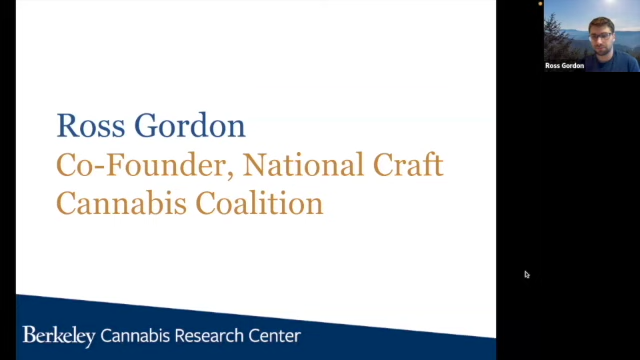 Ross Gordon
Ross Gordon
Co-Founder, National Craft
Cannabis Coalition
Berkeley Cannabis Research Center